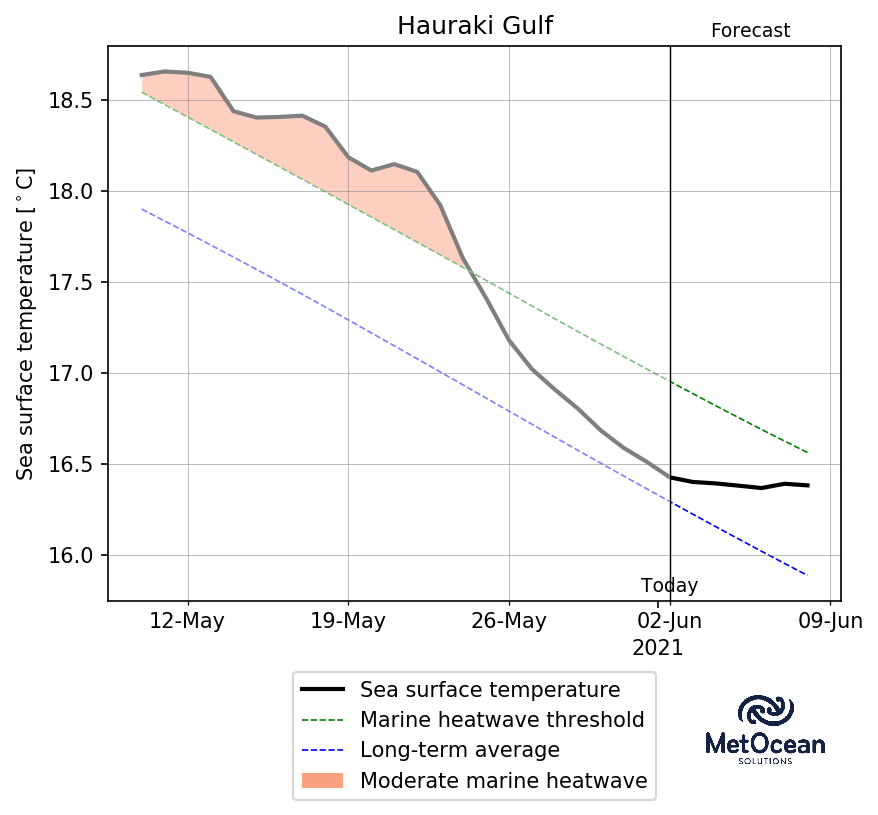 Hauraki Gulf
Forecast
Sea surface temperature [°C]
18.5
18.0
17.5
17.0
16.5
16.0
Today
12-May 19-May 26-May 02-Jun 09-Jun
2021
Sea surface temperature
Marine heatwave threshold
Long-term average
Moderate marine heatwave
MetOcean
SOLUTIONS